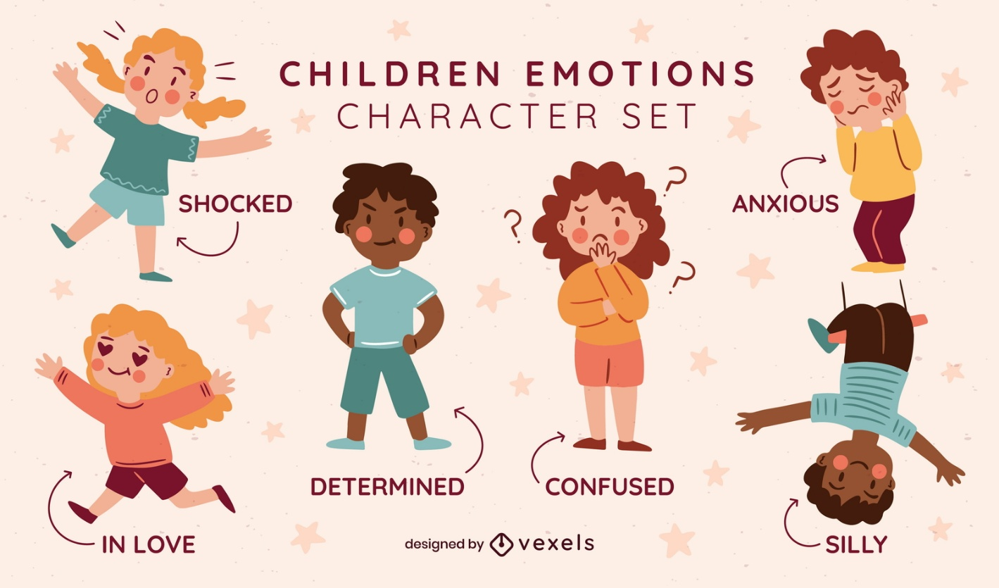 CHILDREN EMOTIONS
CHARACTER SET
SHOCKED
ANXIOUS
? ? ?
IN LOVE
DETERMINED
CONFUSED
SILLY
designed by vexels